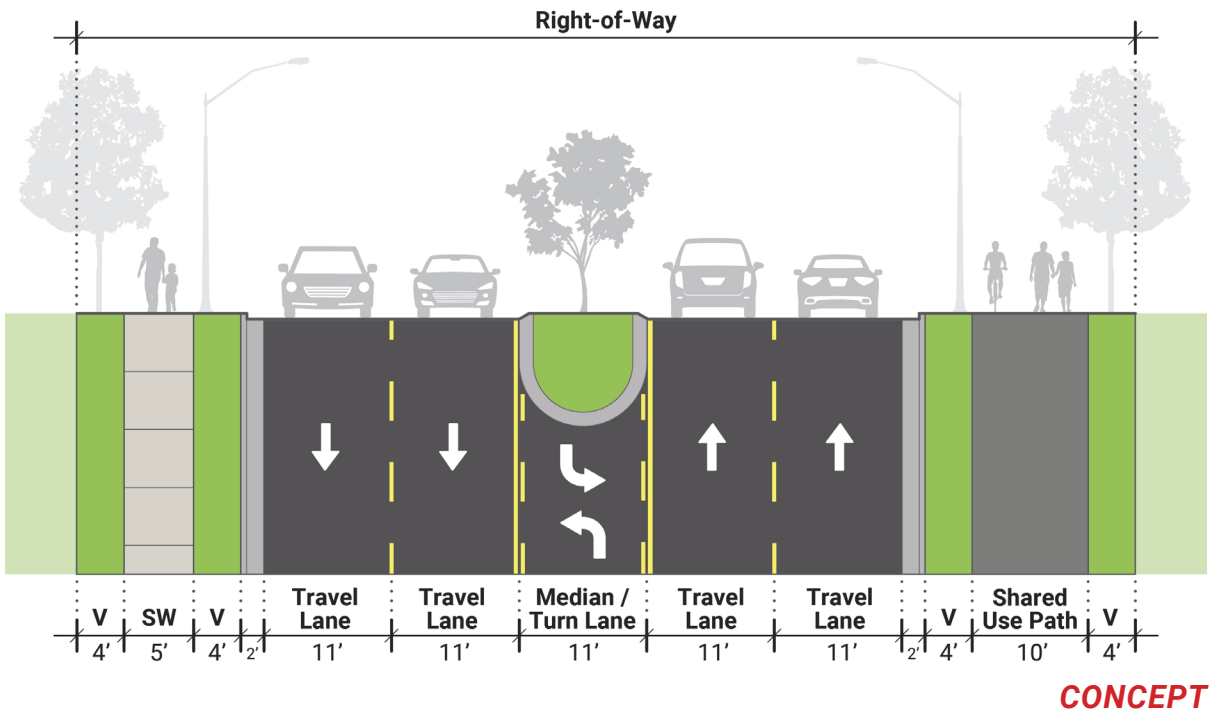 Right-of-Way
V SW V Travel Lane Travel Lane Median / Turn Lane Travel Lane Travel Lane V Shared Use Path V
4' 5' 4' 2' 11' 11' 11' 11' 11' 2' 4' 10' 4'
CONCEPT